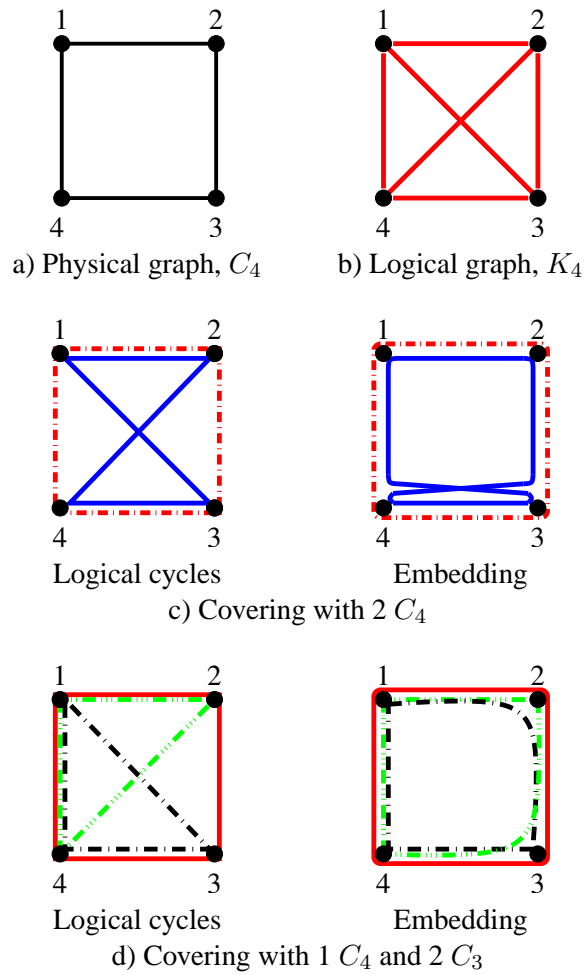 1 2 1 2
4 3 4 3
a) Physical graph, C4 b) Logical graph, K4
1 2 1 2
4 3 4 3
Logical cycles Embedding
c) Covering with 2 C4
1 2 1 2
4 3 4 3
Logical cycles Embedding
d) Covering with 1 C4 and 2 C3